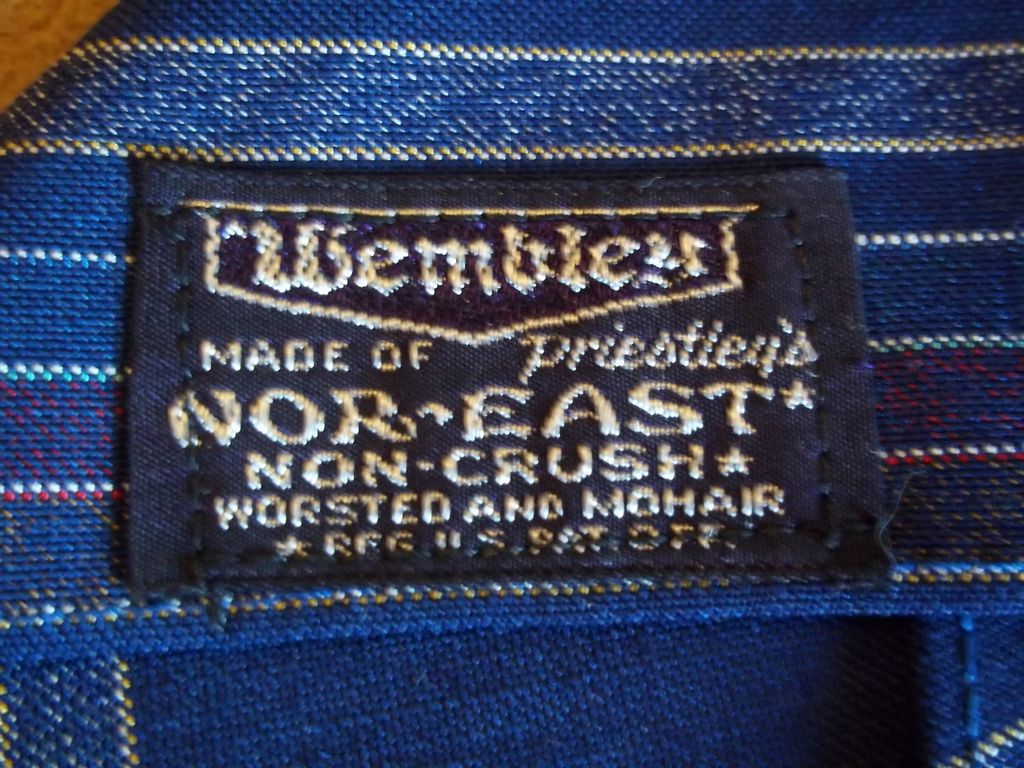 Wembley
MADE OF Priestley's
NOR-EAST*
NON-CRUSH*
WORSTED AND MOHAIR
* REG. U.S. PAT. OFF.